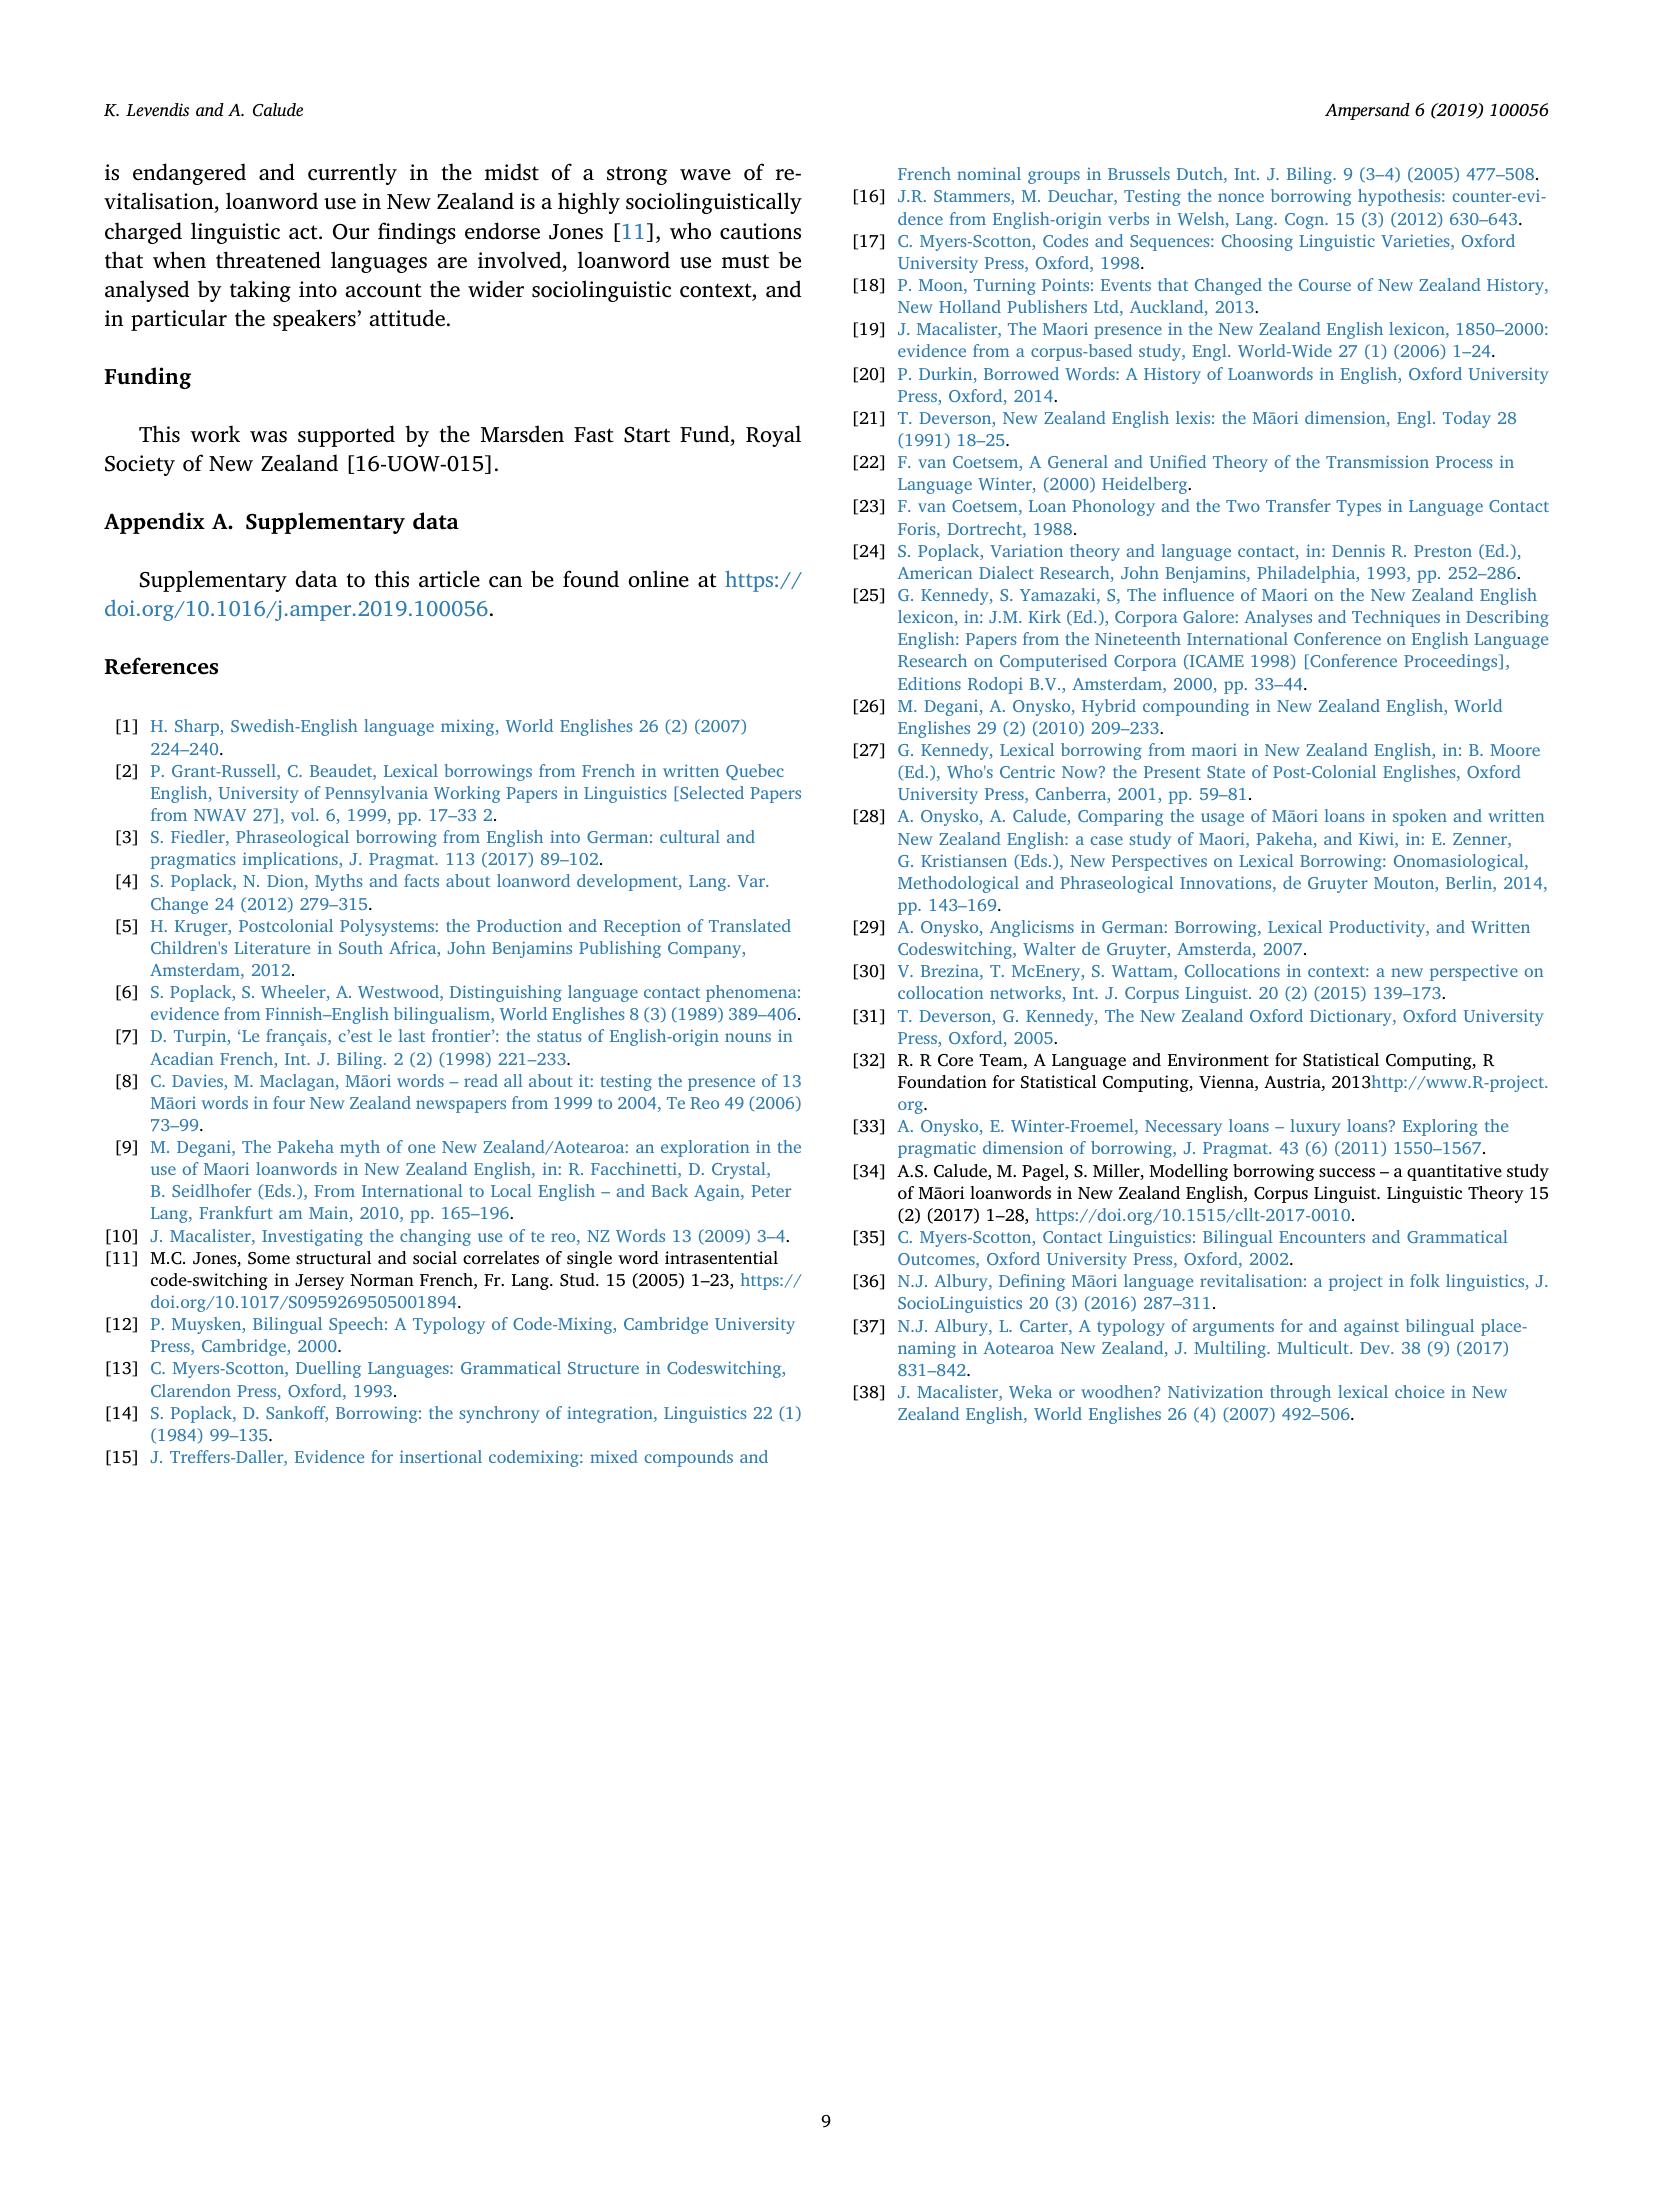 K. Levendis and A. Calude
Ampersand 6 (2019) 100056
is endangered and currently in the midst of a strong wave of re-
vitalisation, loanword use in New Zealand is a highly sociolinguistically
charged linguistic act. Our findings endorse Jones [11], who cautions
that when threatened languages are involved, loanword use must be
analysed by taking into account the wider sociolinguistic context, and
in particular the speakers’ attitude.
Funding
This work was supported by the Marsden Fast Start Fund, Royal
Society of New Zealand [16-UOW-015].
Appendix A. Supplementary data
Supplementary data to this article can be found online at https://
doi.org/10.1016/j.amper.2019.100056.
References
[1] H. Sharp, Swedish-English language mixing, World Englishes 26 (2) (2007)
224–240.
[2] P. Grant-Russell, C. Beaudet, Lexical borrowings from French in written Quebec
English, University of Pennsylvania Working Papers in Linguistics [Selected Papers
from NWAV 27], vol. 6, 1999, pp. 17–33 2.
[3] S. Fiedler, Phraseological borrowing from English into German: cultural and
pragmatics implications, J. Pragmat. 113 (2017) 89–102.
[4] S. Poplack, N. Dion, Myths and facts about loanword development, Lang. Var.
Change 24 (2012) 279–315.
[5] H. Kruger, Postcolonial Polysystems: the Production and Reception of Translated
Children's Literature in South Africa, John Benjamins Publishing Company,
Amsterdam, 2012.
[6] S. Poplack, S. Wheeler, A. Westwood, Distinguishing language contact phenomena:
evidence from Finnish–English bilingualism, World Englishes 8 (3) (1989) 389–406.
[7] D. Turpin, ‘Le français, c’est le last frontier’: the status of English-origin nouns in
Acadian French, Int. J. Biling. 2 (2) (1998) 221–233.
[8] C. Davies, M. Maclagan, Māori words – read all about it: testing the presence of 13
Māori words in four New Zealand newspapers from 1999 to 2004, Te Reo 49 (2006)
73–99.
[9] M. Degani, The Pakeha myth of one New Zealand/Aotearoa: an exploration in the
use of Maori loanwords in New Zealand English, in: R. Facchinetti, D. Crystal,
B. Seidlhofer (Eds.), From International to Local English – and Back Again, Peter
Lang, Frankfurt am Main, 2010, pp. 165–196.
[10] J. Macalister, Investigating the changing use of te reo, NZ Words 13 (2009) 3–4.
[11] M.C. Jones, Some structural and social correlates of single word intrasentential
code-switching in Jersey Norman French, Fr. Lang. Stud. 15 (2005) 1–23, https://
doi.org/10.1017/S0959269505001894.
[12] P. Muysken, Bilingual Speech: A Typology of Code-Mixing, Cambridge University
Press, Cambridge, 2000.
[13] C. Myers-Scotton, Duelling Languages: Grammatical Structure in Codeswitching,
Clarendon Press, Oxford, 1993.
[14] S. Poplack, D. Sankoff, Borrowing: the synchrony of integration, Linguistics 22 (1)
(1984) 99–135.
[15] J. Treffers-Daller, Evidence for insertional codemixing: mixed compounds and
French nominal groups in Brussels Dutch, Int. J. Biling. 9 (3–4) (2005) 477–508.
[16] J.R. Stammers, M. Deuchar, Testing the nonce borrowing hypothesis: counter-evi-
dence from English-origin verbs in Welsh, Lang. Cogn. 15 (3) (2012) 630–643.
[17] C. Myers-Scotton, Codes and Sequences: Choosing Linguistic Varieties, Oxford
University Press, Oxford, 1998.
[18] P. Moon, Turning Points: Events that Changed the Course of New Zealand History,
New Holland Publishers Ltd, Auckland, 2013.
[19] J. Macalister, The Maori presence in the New Zealand English lexicon, 1850–2000:
evidence from a corpus-based study, Engl. World-Wide 27 (1) (2006) 1–24.
[20] P. Durkin, Borrowed Words: A History of Loanwords in English, Oxford University
Press, Oxford, 2014.
[21] T. Deverson, New Zealand English lexis: the Māori dimension, Engl. Today 28
(1991) 18–25.
[22] F. van Coetsem, A General and Unified Theory of the Transmission Process in
Language Winter, (2000) Heidelberg.
[23] F. van Coetsem, Loan Phonology and the Two Transfer Types in Language Contact
Foris, Dortrecht, 1988.
[24] S. Poplack, Variation theory and language contact, in: Dennis R. Preston (Ed.),
American Dialect Research, John Benjamins, Philadelphia, 1993, pp. 252–286.
[25] G. Kennedy, S. Yamazaki, S, The influence of Maori on the New Zealand English
lexicon, in: J.M. Kirk (Ed.), Corpora Galore: Analyses and Techniques in Describing
English: Papers from the Nineteenth International Conference on English Language
Research on Computerised Corpora (ICAME 1998) [Conference Proceedings],
Editions Rodopi B.V., Amsterdam, 2000, pp. 33–44.
[26] M. Degani, A. Onysko, Hybrid compounding in New Zealand English, World
Englishes 29 (2) (2010) 209–233.
[27] G. Kennedy, Lexical borrowing from maori in New Zealand English, in: B. Moore
(Ed.), Who's Centric Now? the Present State of Post-Colonial Englishes, Oxford
University Press, Canberra, 2001, pp. 59–81.
[28] A. Onysko, A. Calude, Comparing the usage of Māori loans in spoken and written
New Zealand English: a case study of Maori, Pakeha, and Kiwi, in: E. Zenner,
G. Kristiansen (Eds.), New Perspectives on Lexical Borrowing: Onomasiological,
Methodological and Phraseological Innovations, de Gruyter Mouton, Berlin, 2014,
pp. 143–169.
[29] A. Onysko, Anglicisms in German: Borrowing, Lexical Productivity, and Written
Codeswitching, Walter de Gruyter, Amsterda, 2007.
[30] V. Brezina, T. McEnery, S. Wattam, Collocations in context: a new perspective on
collocation networks, Int. J. Corpus Linguist. 20 (2) (2015) 139–173.
[31] T. Deverson, G. Kennedy, The New Zealand Oxford Dictionary, Oxford University
Press, Oxford, 2005.
[32] R. R Core Team, A Language and Environment for Statistical Computing, R
Foundation for Statistical Computing, Vienna, Austria, 2013http://www.R-project.
org.
[33] A. Onysko, E. Winter-Froemel, Necessary loans – luxury loans? Exploring the
pragmatic dimension of borrowing, J. Pragmat. 43 (6) (2011) 1550–1567.
[34] A.S. Calude, M. Pagel, S. Miller, Modelling borrowing success – a quantitative study
of Māori loanwords in New Zealand English, Corpus Linguist. Linguistic Theory 15
(2) (2017) 1–28, https://doi.org/10.1515/cllt-2017-0010.
[35] C. Myers-Scotton, Contact Linguistics: Bilingual Encounters and Grammatical
Outcomes, Oxford University Press, Oxford, 2002.
[36] N.J. Albury, Defining Māori language revitalisation: a project in folk linguistics, J.
SocioLinguistics 20 (3) (2016) 287–311.
[37] N.J. Albury, L. Carter, A typology of arguments for and against bilingual place-
naming in Aotearoa New Zealand, J. Multiling. Multicult. Dev. 38 (9) (2017)
831–842.
[38] J. Macalister, Weka or woodhen? Nativization through lexical choice in New
Zealand English, World Englishes 26 (4) (2007) 492–506.
9